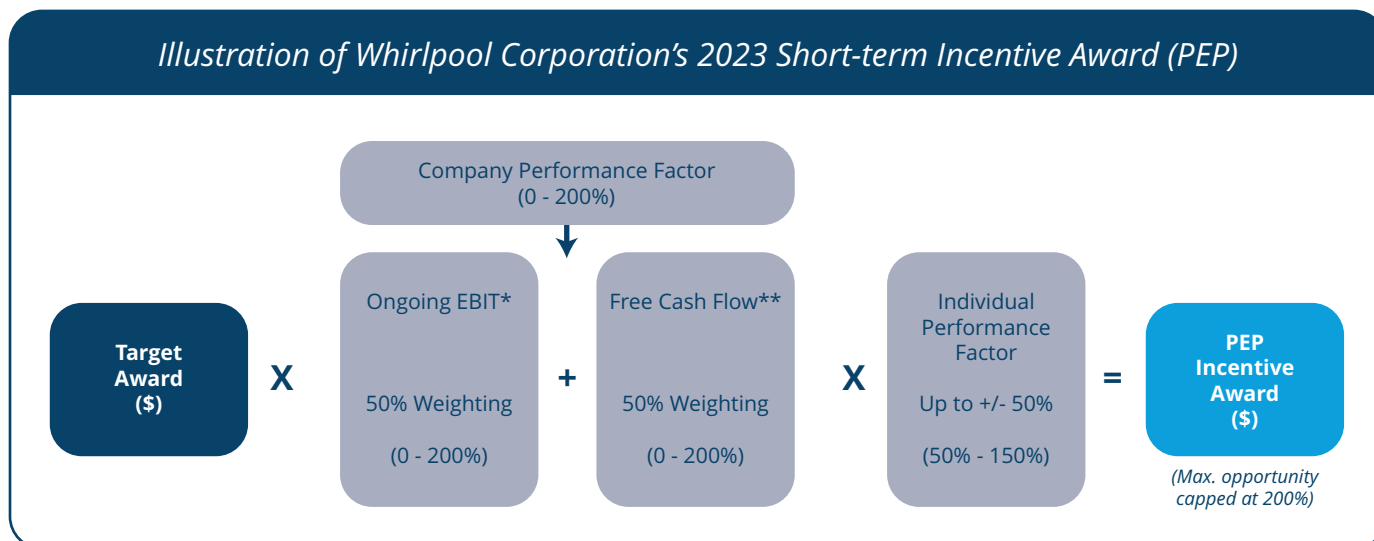 Illustration of Whirlpool Corporation’s 2023 Short-term Incentive Award (PEP)
Company Performance Factor
(0 - 200%)
Target
Award
($)
X
Ongoing EBIT*
50% Weighting
(0 - 200%)
+
Free Cash Flow**
50% Weighting
(0 - 200%)
X
Individual
Performance
Factor
Up to +/- 50%
(50% - 150%)
=
PEP
Incentive
Award
($)
(Max. opportunity
capped at 200%)